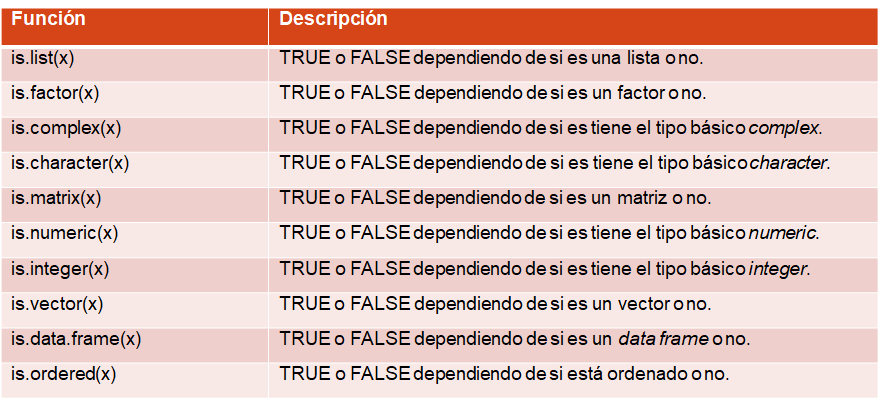 Función Descripción
is.list(x) TRUE o FALSE dependiendo de si es una lista o no.
is.factor(x) TRUE o FALSE dependiendo de si es un factor o no.
is.complex(x) TRUE o FALSE dependiendo de si es tiene el tipo básico complex.
is.character(x) TRUE o FALSE dependiendo de si es tiene el tipo básico character.
is.matrix(x) TRUE o FALSE dependiendo de si es un matriz o no.
is.numeric(x) TRUE o FALSE dependiendo de si es tiene el tipo básico numeric.
is.integer(x) TRUE o FALSE dependiendo de si es tiene el tipo básico integer.
is.vector(x) TRUE o FALSE dependiendo de si es un vector o no.
is.data.frame(x) TRUE o FALSE dependiendo de si es un data frame o no.
is.ordered(x) TRUE o FALSE dependiendo de si está ordenado o no.